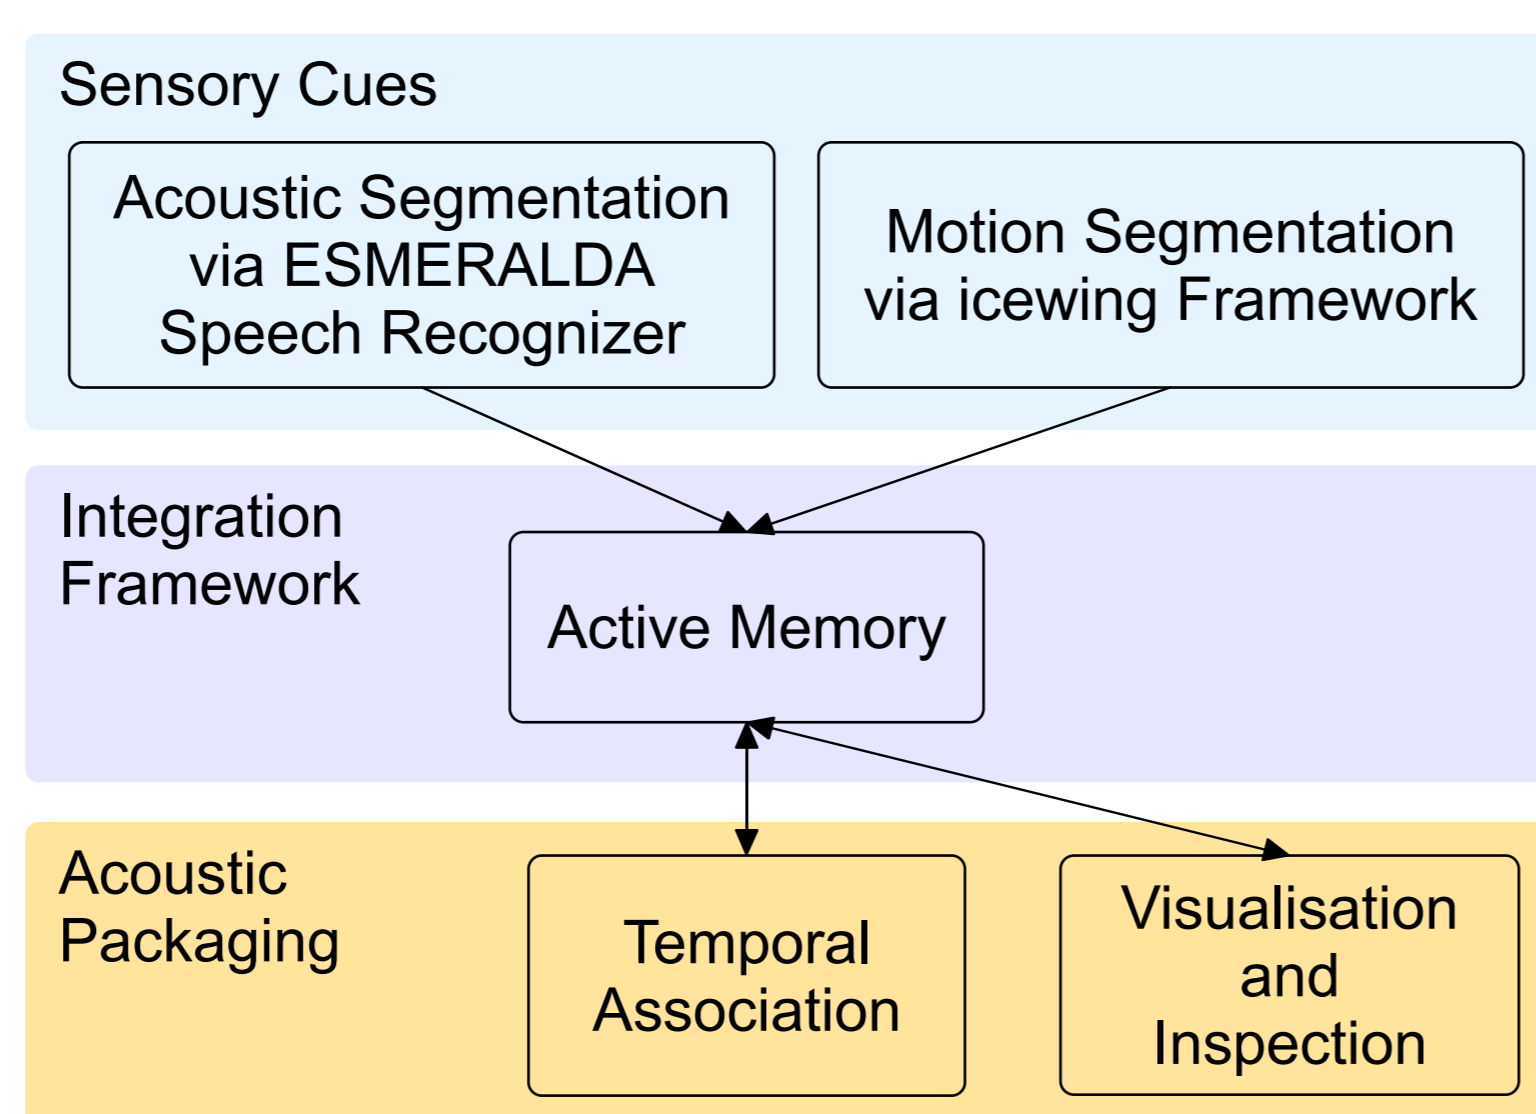 Sensory Cues
Acoustic Segmentation
via ESMERALDA
Speech Recognizer
Motion Segmentation
via icewing Framework
Integration
Framework
Active Memory
Acoustic
Packaging
Temporal
Association
Visualisation
and
Inspection